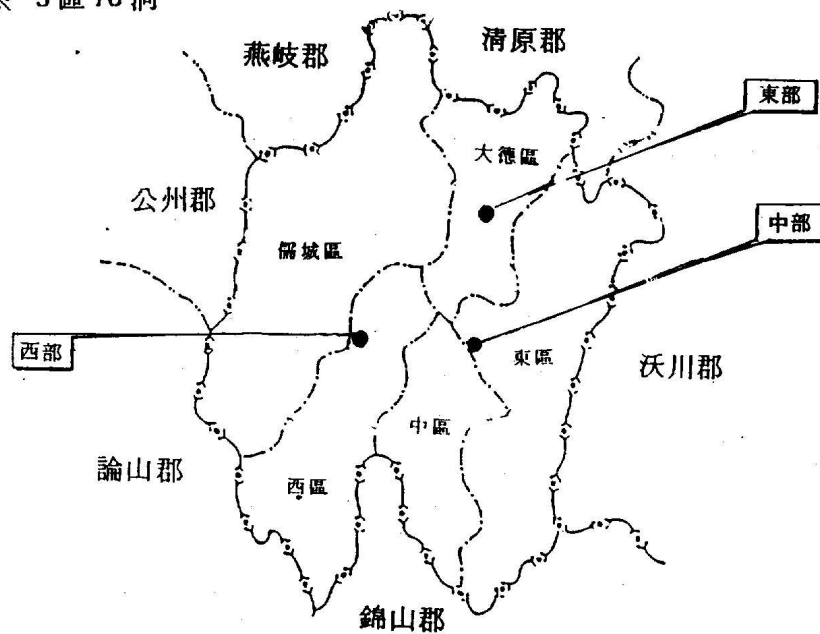 ※ 5區 76洞
燕岐郡
清原郡
東部
大德區
公州郡
中部
儒城區
西部
東區
沃川郡
中區
論山郡
西區
錦山郡